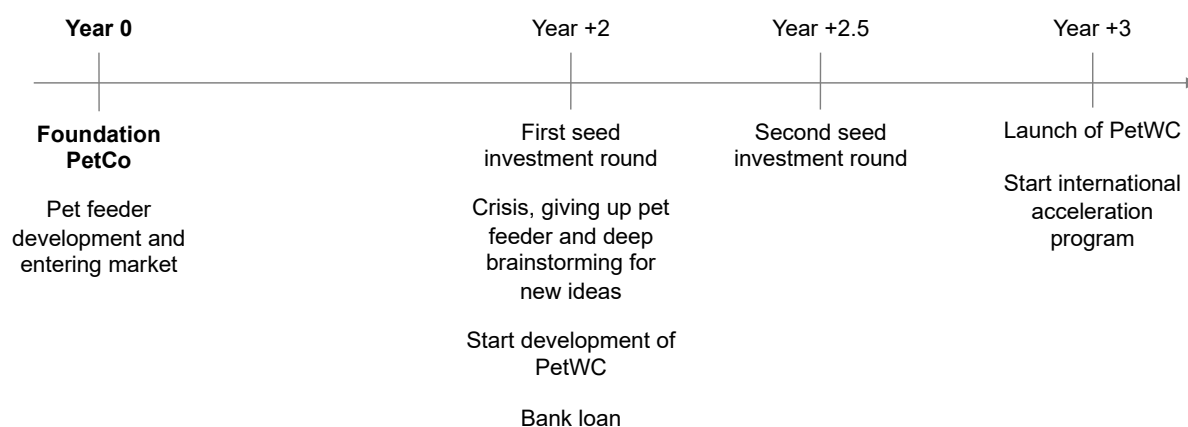 Year 0
Year +2
Year +2.5
Year +3
Foundation
PetCo
Pet feeder
development and
entering market
First seed
investment round
Crisis, giving up pet
feeder and deep
brainstorming for
new ideas
Start development of
PetWC
Bank loan
Second seed
investment round
Launch of PetWC
Start international
acceleration
program